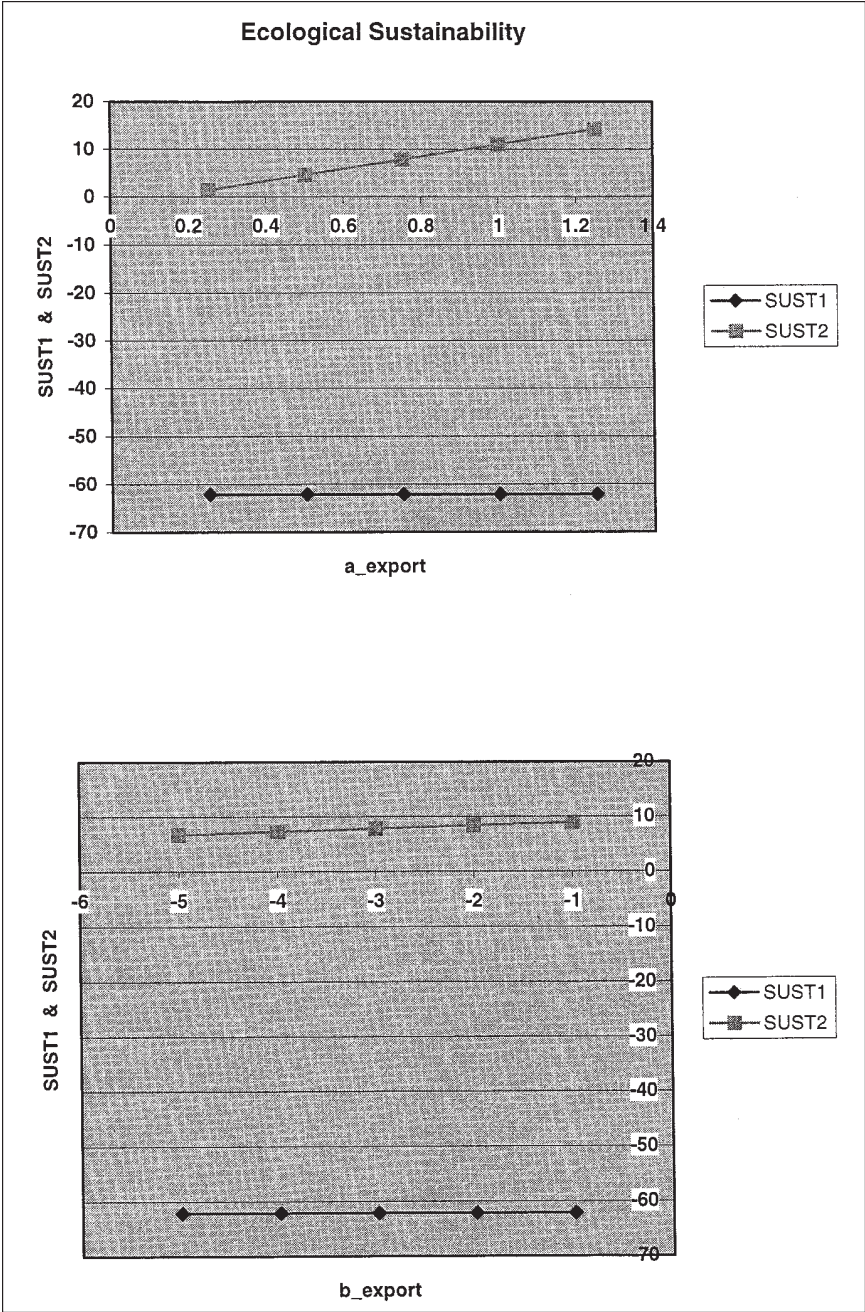 Ecological Sustainability
20
10
0
0 0.2 0.4 0.6 0.8 1 1.2 1 4
-10
-20
-30
-40
-50
-60
-70
SUST1 & SUST2
a_export
SUST1
SUST2
20
10
0
-6 -5 -4 -3 -2 -1 0
-10
-20
-30
-40
-50
-60
70
SUST1 & SUST2
b_export
SUST1
SUST2